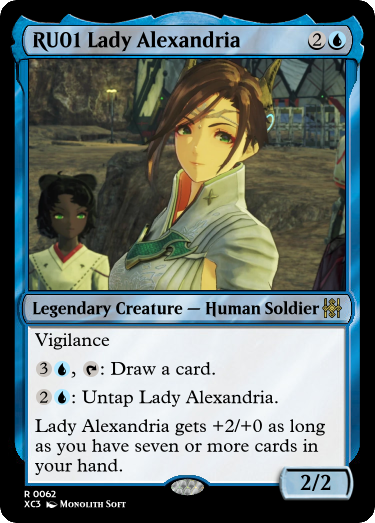 RU01 Lady Alexandria 2
Legendary Creature — Human Soldier
Vigilance
3, : Draw a card.
2: Untap Lady Alexandria.
Lady Alexandria gets +2/+0 as long
as you have seven or more cards in
your hand.
2/2
R 0062
XC3 Monolith Soft